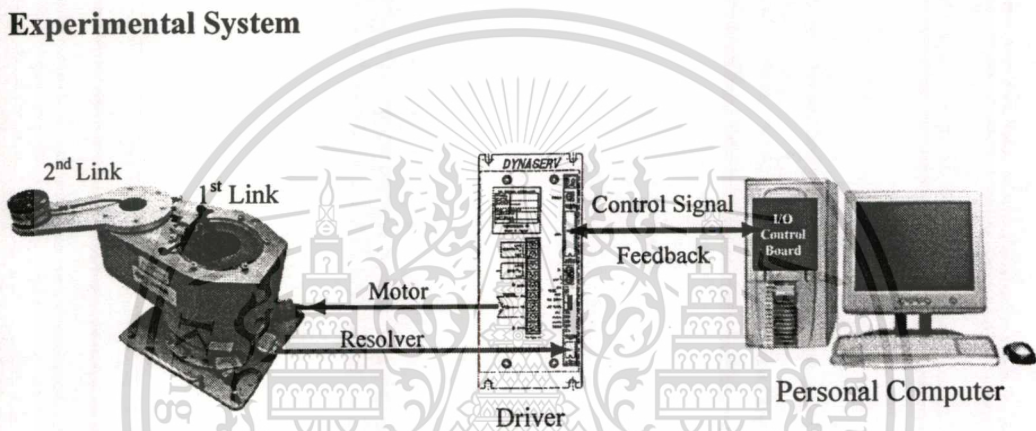 Experimental System
2nd Link
1st Link
DYNASERV
Control Signal
I/O
Control
Board
Feedback
Motor
Resolver
Personal Computer
Driver